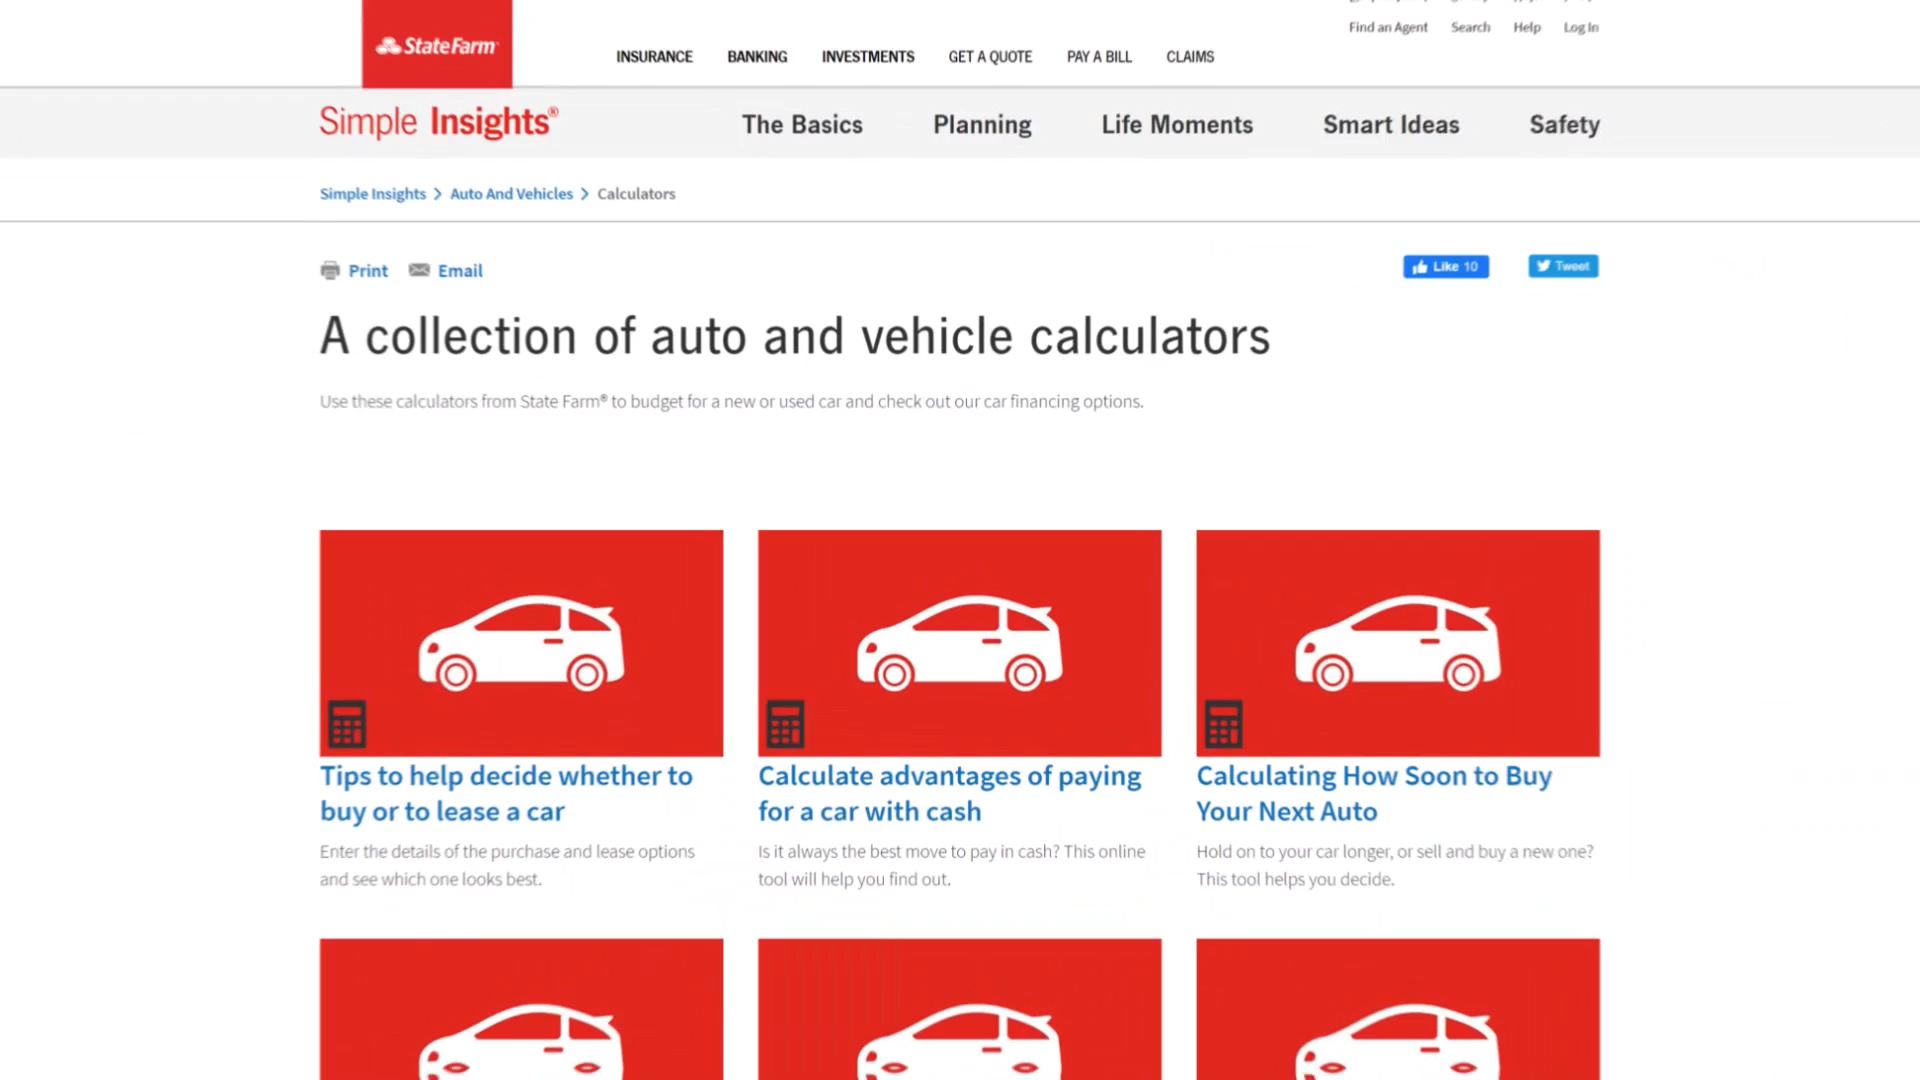 StateFarm
Find an Agent Search Help Log In
INSURANCE BANKING INVESTMENTS GET A QUOTE PAY A BILL CLAIMS
Simple Insights® The Basics Planning Life Moments Smart Ideas Safety
Simple Insights > Auto And Vehicles > Calculators
Print Email
Like 10 Tweet
A collection of auto and vehicle calculators
Use these calculators from State Farm® to budget for a new or used car and check out our car financing options.
Tips to help decide whether to
buy or to lease a car
Enter the details of the purchase and lease options
and see which one looks best.
Calculate advantages of paying
for a car with cash
Is it always the best move to pay in cash? This online
tool will help you find out.
Calculating How Soon to Buy
Your Next Auto
Hold on to your car longer, or sell and buy a new one?
This tool helps you decide.